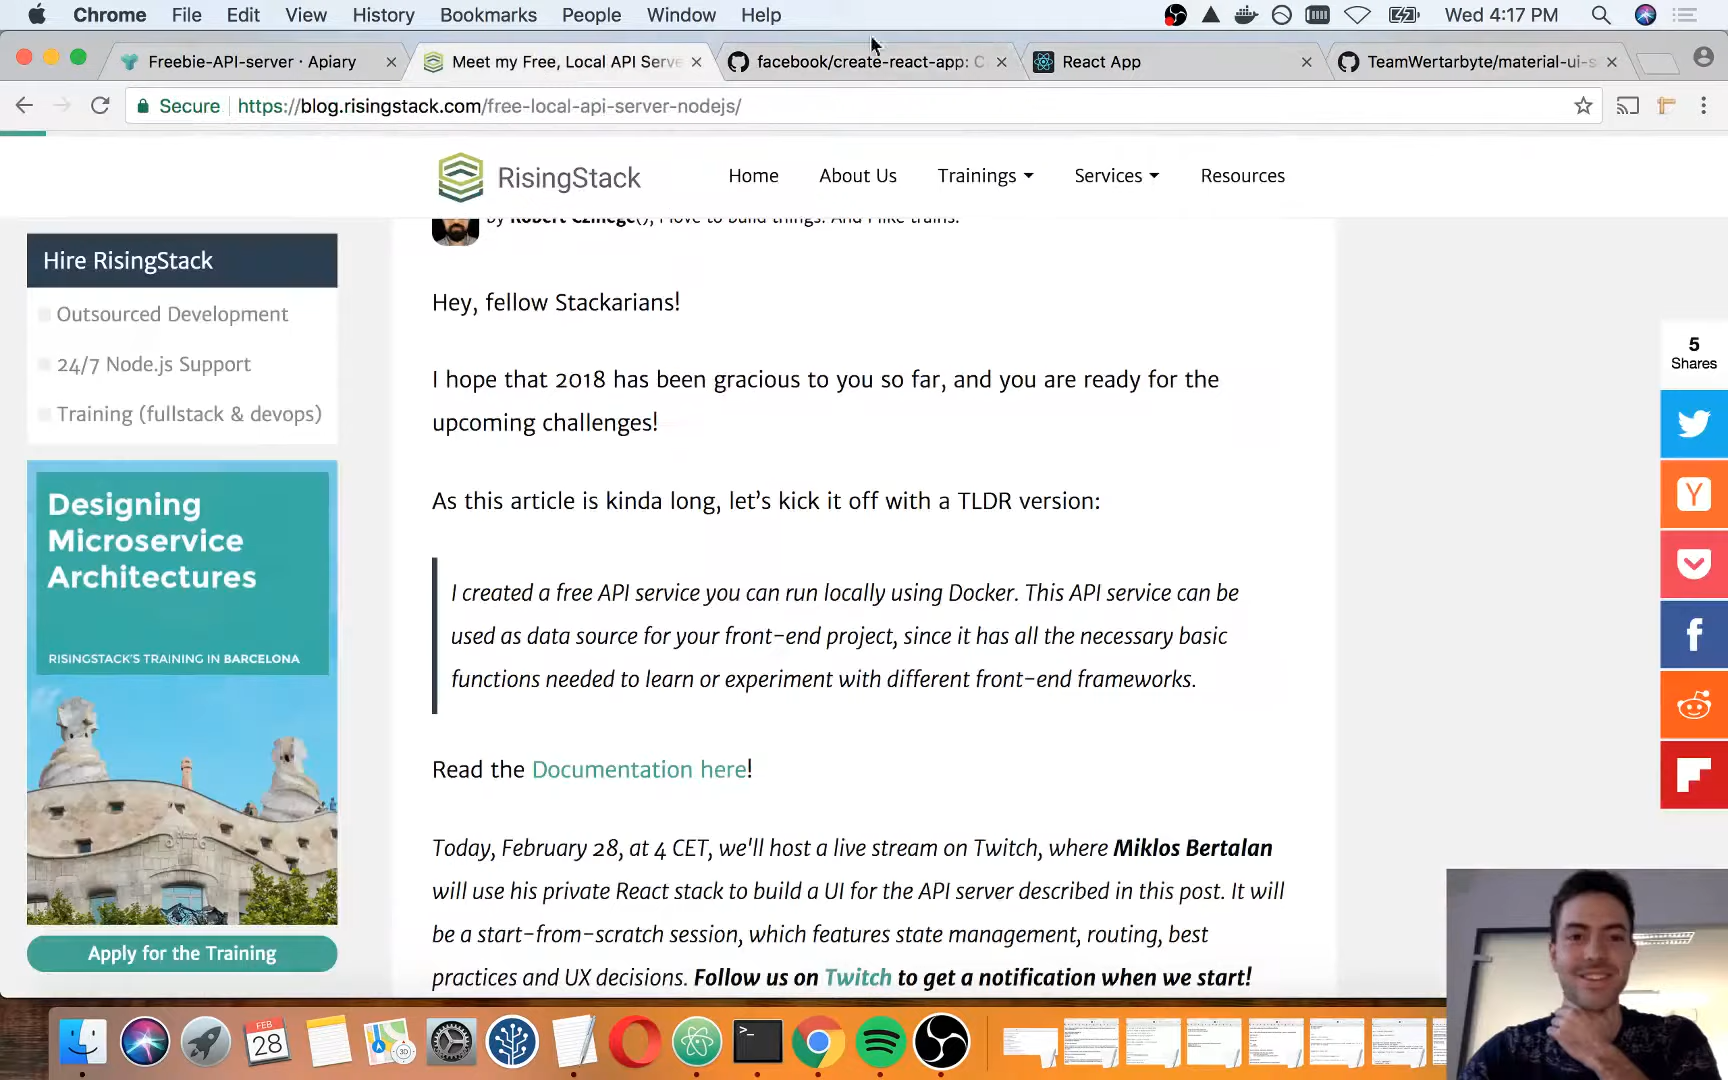 Chrome File Edit View History Bookmarks People Window Help Wed 4:17 PM
Freebie-API-server · Apiary
Meet my Free, Local API Serve
facebook/create-react-app: C
React App
TeamWertarbyte/material-ui-s
Secure https://blog.risingstack.com/free-local-api-server-nodejs/
RisingStack Home About Us Trainings Services Resources
by Robert Czinege(), I love to build things. And I like trains.
Hire RisingStack
Outsourced Development
24/7 Node.js Support
Training (fullstack & devops)
Designing
Microservice
Architectures
RISINGSTACK'S TRAINING IN BARCELONA
Apply for the Training
Hey, fellow Stackarians!
I hope that 2018 has been gracious to you so far, and you are ready for the
upcoming challenges!
As this article is kinda long, let’s kick it off with a TLDR version:
I created a free API service you can run locally using Docker. This API service can be
used as data source for your front-end project, since it has all the necessary basic
functions needed to learn or experiment with different front-end frameworks.
Read the Documentation here!
Today, February 28, at 4 CET, we'll host a live stream on Twitch, where Miklos Bertalan
will use his private React stack to build a UI for the API server described in this post. It will
be a start-from-scratch session, which features state management, routing, best
practices and UX decisions. Follow us on Twitch to get a notification when we start!
5
Shares
FEB
28